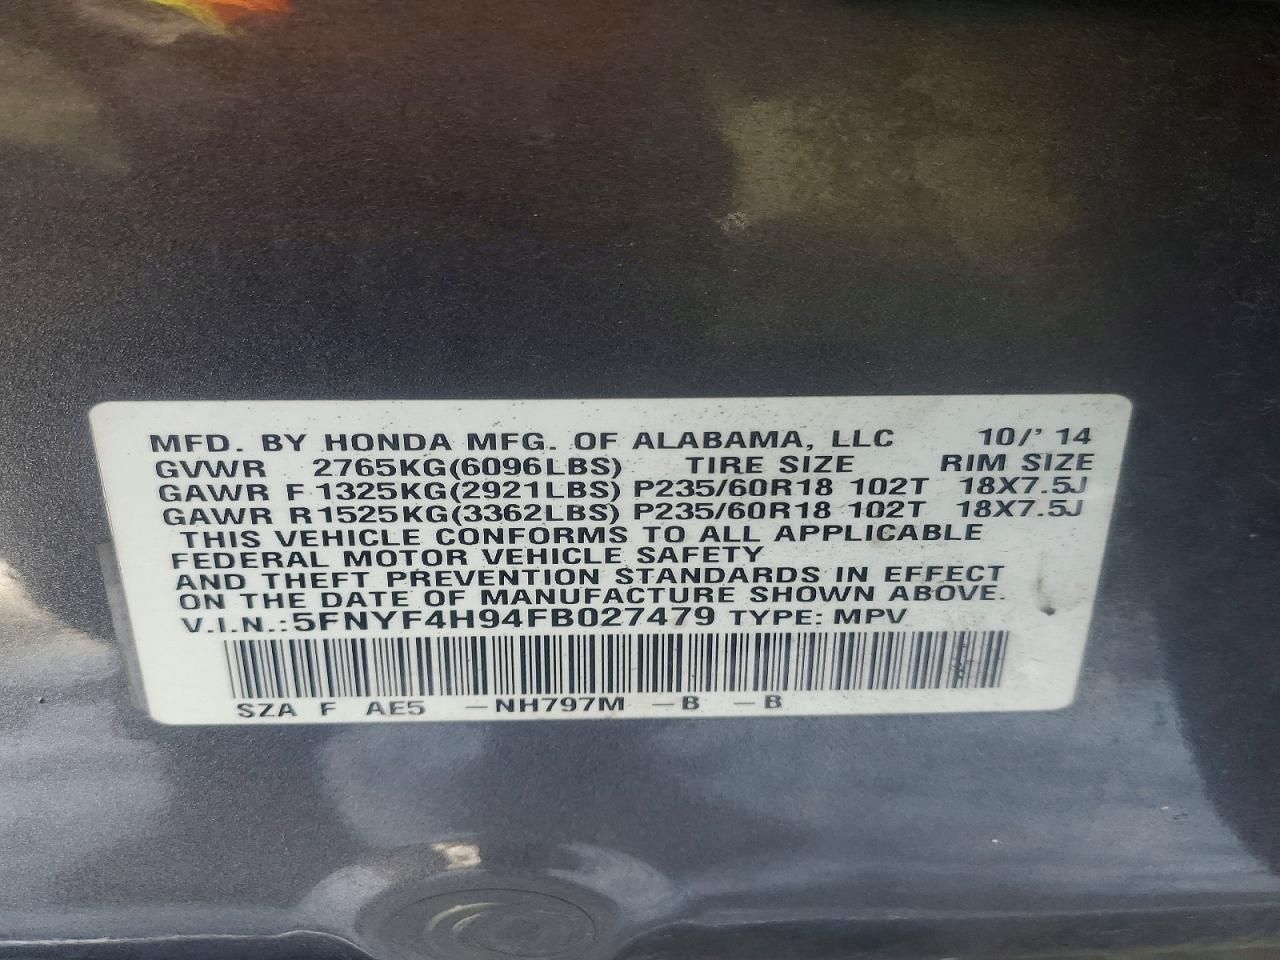 MFD. BY HONDA MFG. OF ALABAMA, LLC 10/' 14
GVWR 2765KG(6096LBS) TIRE SIZE RIM SIZE
GAWR F 1325KG(2921LBS) P235/60R18 102T 18X7.5J
GAWR R1525KG(3362LBS) P235/60R18 102T 18X7.5J
THIS VEHICLE CONFORMS TO ALL APPLICABLE
FEDERAL MOTOR VEHICLE SAFETY
AND THEFT PREVENTION STANDARDS IN EFFECT
ON THE DATE OF MANUFACTURE SHOWN ABOVE.
V.I.N.:5FNYF4H94FB027479 TYPE: MPV
SZA F AE5 -NH797M -B -B